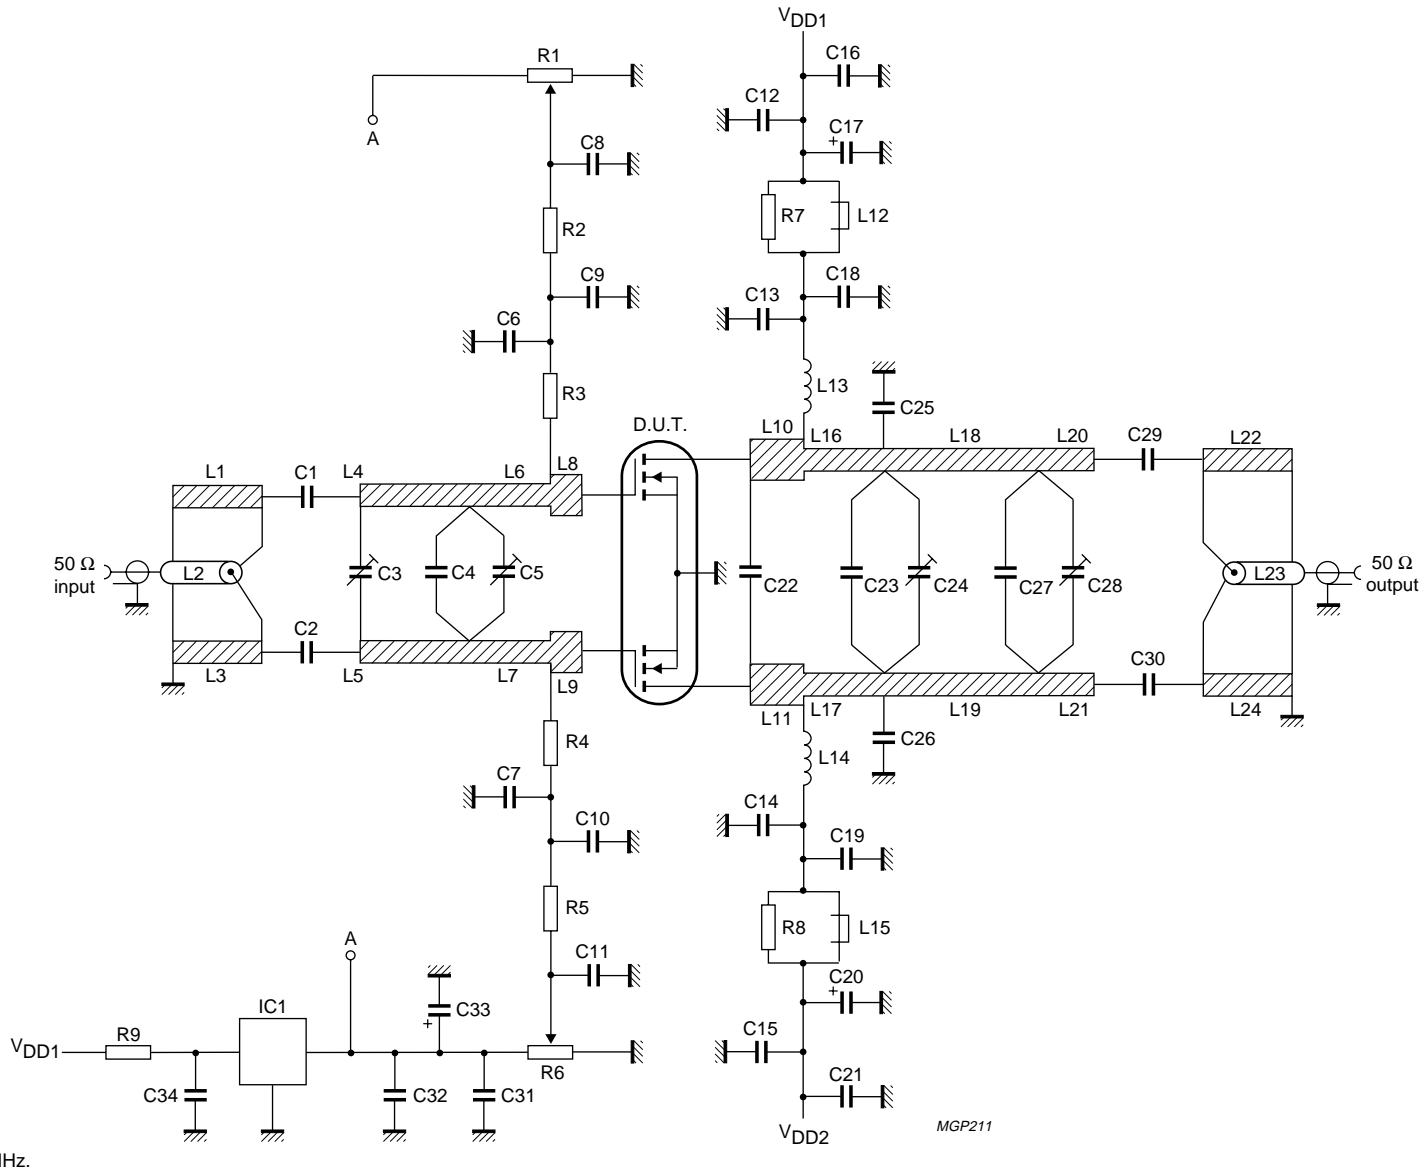 VDD1
R1
C16
C12
A
C17
+
C8
R7
L12
R2
C9
C18
C13
C6
L13
R3
C25
D.U.T.
L10
L16
L18
L20
C29
L22
L1
C1
L4
L6
L8
50 Ω
input
L2
C3
C4
C5
C22
C23
C24
C27
C28
L23
50 Ω
output
L3
C2
L5
L7
L9
L11
L17
L19
L21
C30
L24
R4
C26
L14
C7
C14
C10
C19
R5
R8
L15
A
C11
C20
+
IC1
C33
+
R9
C15
VDD1
R6
C34
C32
C31
C21
VDD2
MGP211
Hz.